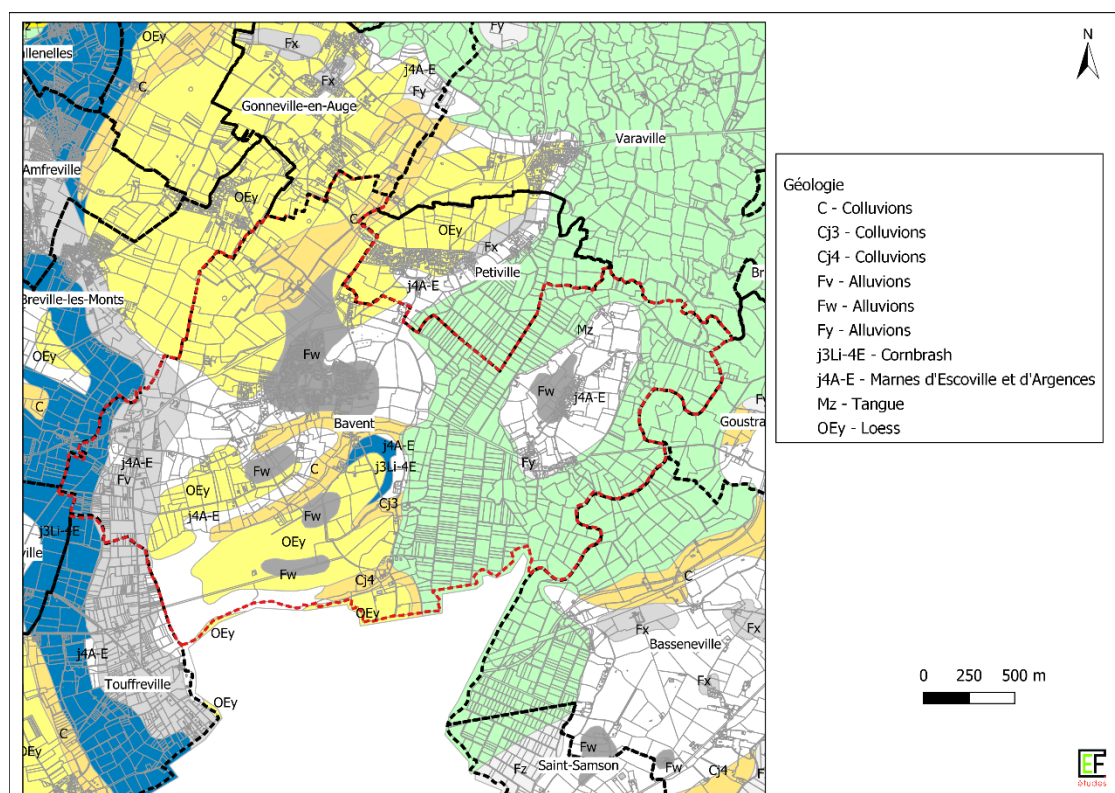 OEy
Fx
Fy
N
allenelles
C
j4A-E
Fx
Fy
Gonneville-en-Auge
Varaville
Amfreville
OEy
C
OEy
Fx
Petiville
j4A-E
Breville-les-Monts
Mz
OEy
Fw
Fw
j4A-E
C
Goustra
Bavent
j4A-E
j4A-E
Fv
Fw
C
j3Li-4E
Fy
OEy
j4A-E
Cj3
Fw
j3Li-4E
OEy
ville
Fw
Cj4
C
OEy
OEy
Fx
Fx
j4A-E
Basseneville
Touffreville
Fx
OEy
C
OEy
Fw
Fw
Saint-Samson
Fz
Cj4
Géologie
C - Colluvions
Cj3 - Colluvions
Cj4 - Colluvions
Fv - Alluvions
Fw - Alluvions
Fy - Alluvions
j3Li-4E - Cornbrash
j4A-E - Marnes d'Escoville et d'Argences
Mz - Tangue
OEy - Loess
0 250 500 m
CEF
études